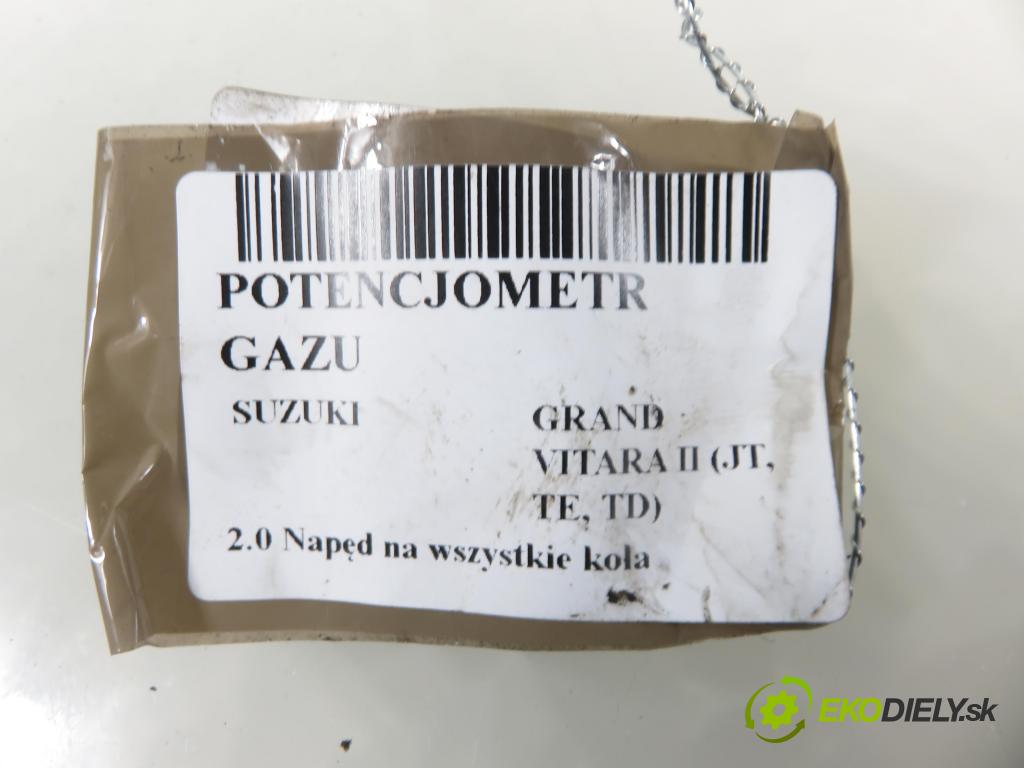 POTENCJOMETR
GAZU
SUZUKI
GRAND
VITARA II (JT,
TE, TD)
2.0 Napęd na wszystkie koła
EKODIELY.sk